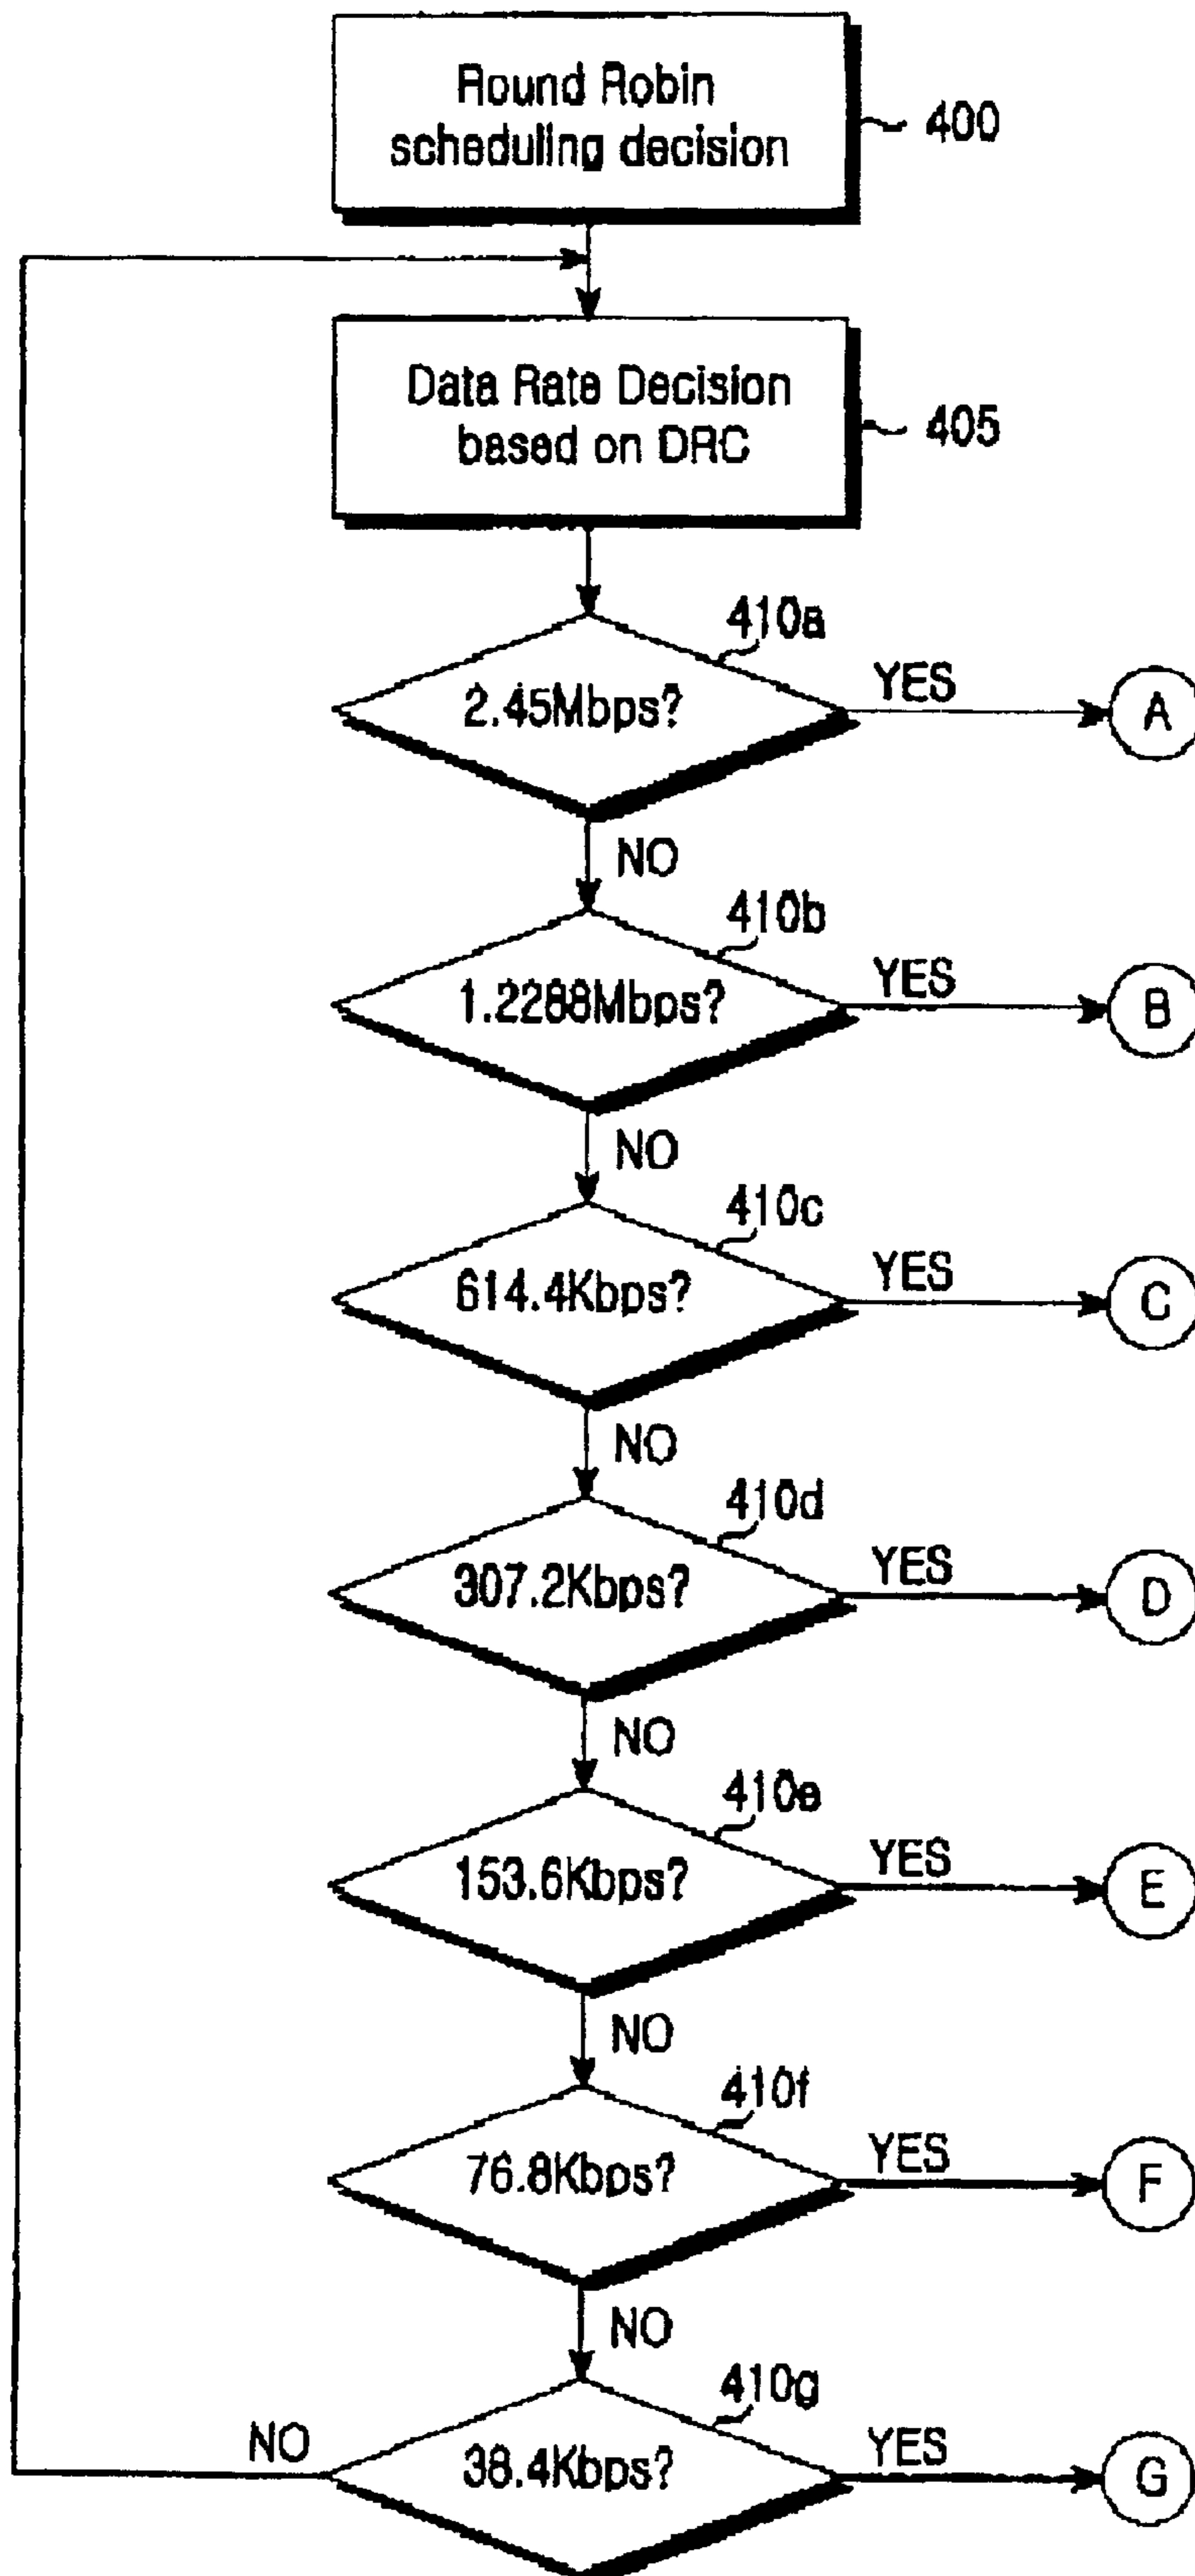 Round Robin
scheduling decision
400
Data Rate Decision
based on DRC
405
410a
2.45Mbps?
YES
A
NO
410b
1.2288Mbps?
YES
B
NO
410c
614.4Kbps?
YES
C
NO
410d
307.2Kbps?
YES
D
NO
410e
153.6Kbps?
YES
E
NO
410f
76.8Kbps?
YES
F
NO
410g
NO
38.4Kbps?
YES
G